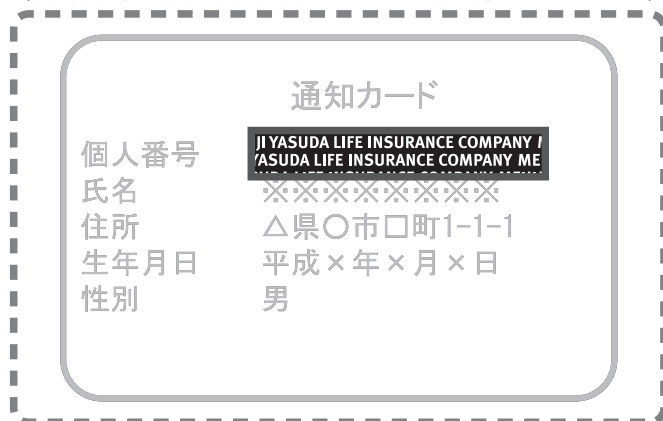 通知カード
個人番号
JI YASUDA LIFE INSURANCE COMPANY
YASUDA LIFE INSURANCE COMPANY ME
氏名 ※※※※※※※※
住所 △県○市□町1-1-1
生年月日 平成×年×月×日
性別 男